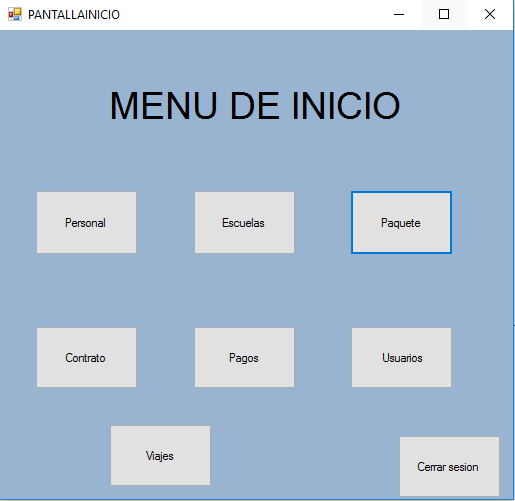 PANTALLAINICIO
MENU DE INICIO
Personal
Escuelas
Paquete
Contrato
Pagos
Usuarios
Viajes
Cerrar sesion